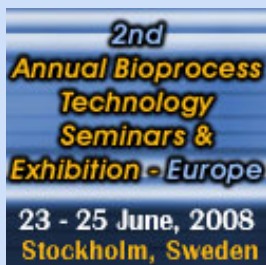 2nd
Annual Bioprocess
Technology
Seminars &
Exhibition - Europe
23 - 25 June, 2008
Stockholm, Sweden